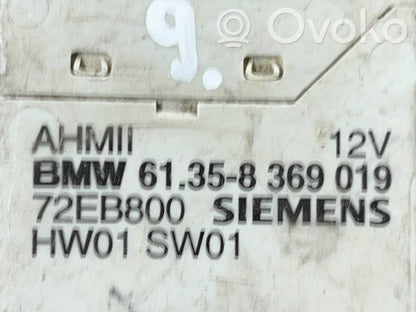 Ovoko
9.
AHMII 12V
BMW 61.35-8 369 019
72EB800 SIEMENS
HW01 SW01